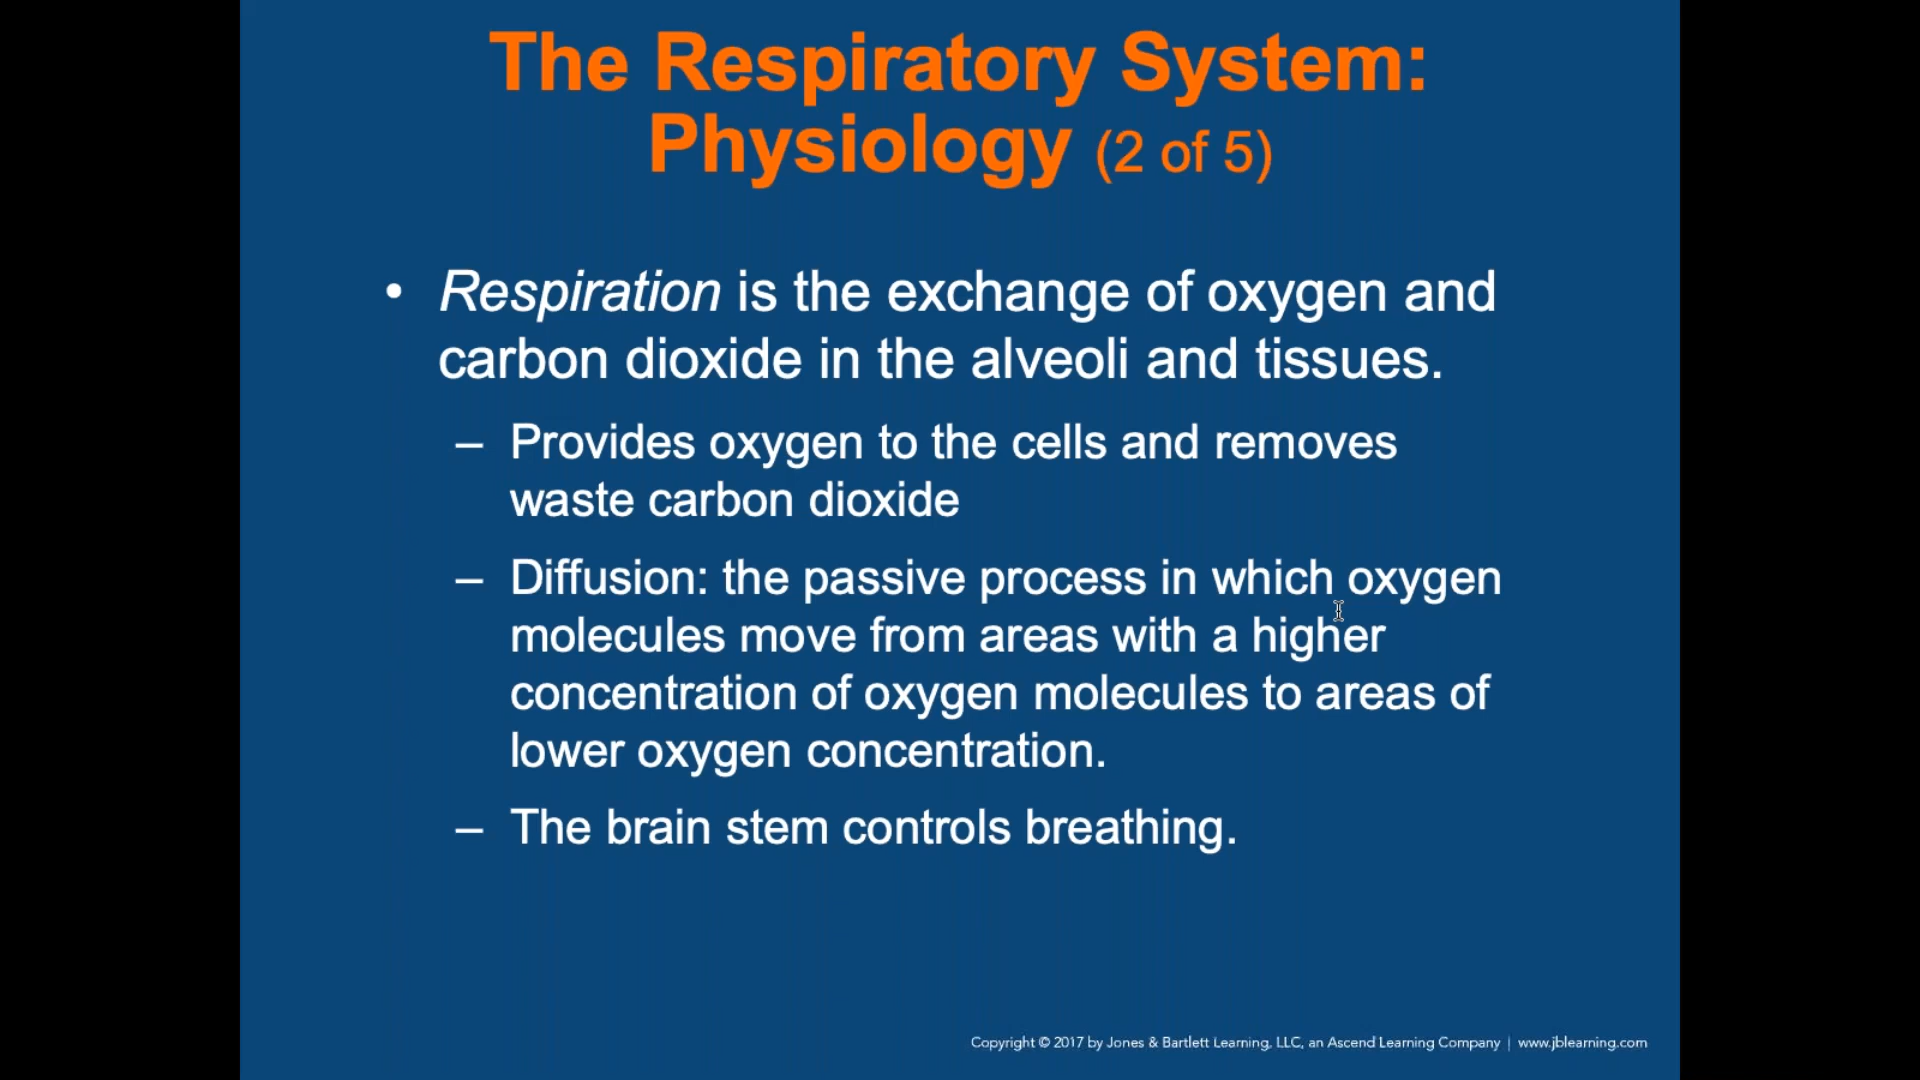 The Respiratory System:
Physiology (2 of 5)
• Respiration is the exchange of oxygen and
carbon dioxide in the alveoli and tissues.
– Provides oxygen to the cells and removes
waste carbon dioxide
– Diffusion: the passive process in which oxygen
molecules move from areas with a higher
concentration of oxygen molecules to areas of
lower oxygen concentration.
– The brain stem controls breathing.
Copyright © 2017 by Jones & Bartlett Learning, LLC, an Ascend Learning Company | www.jblearning.com